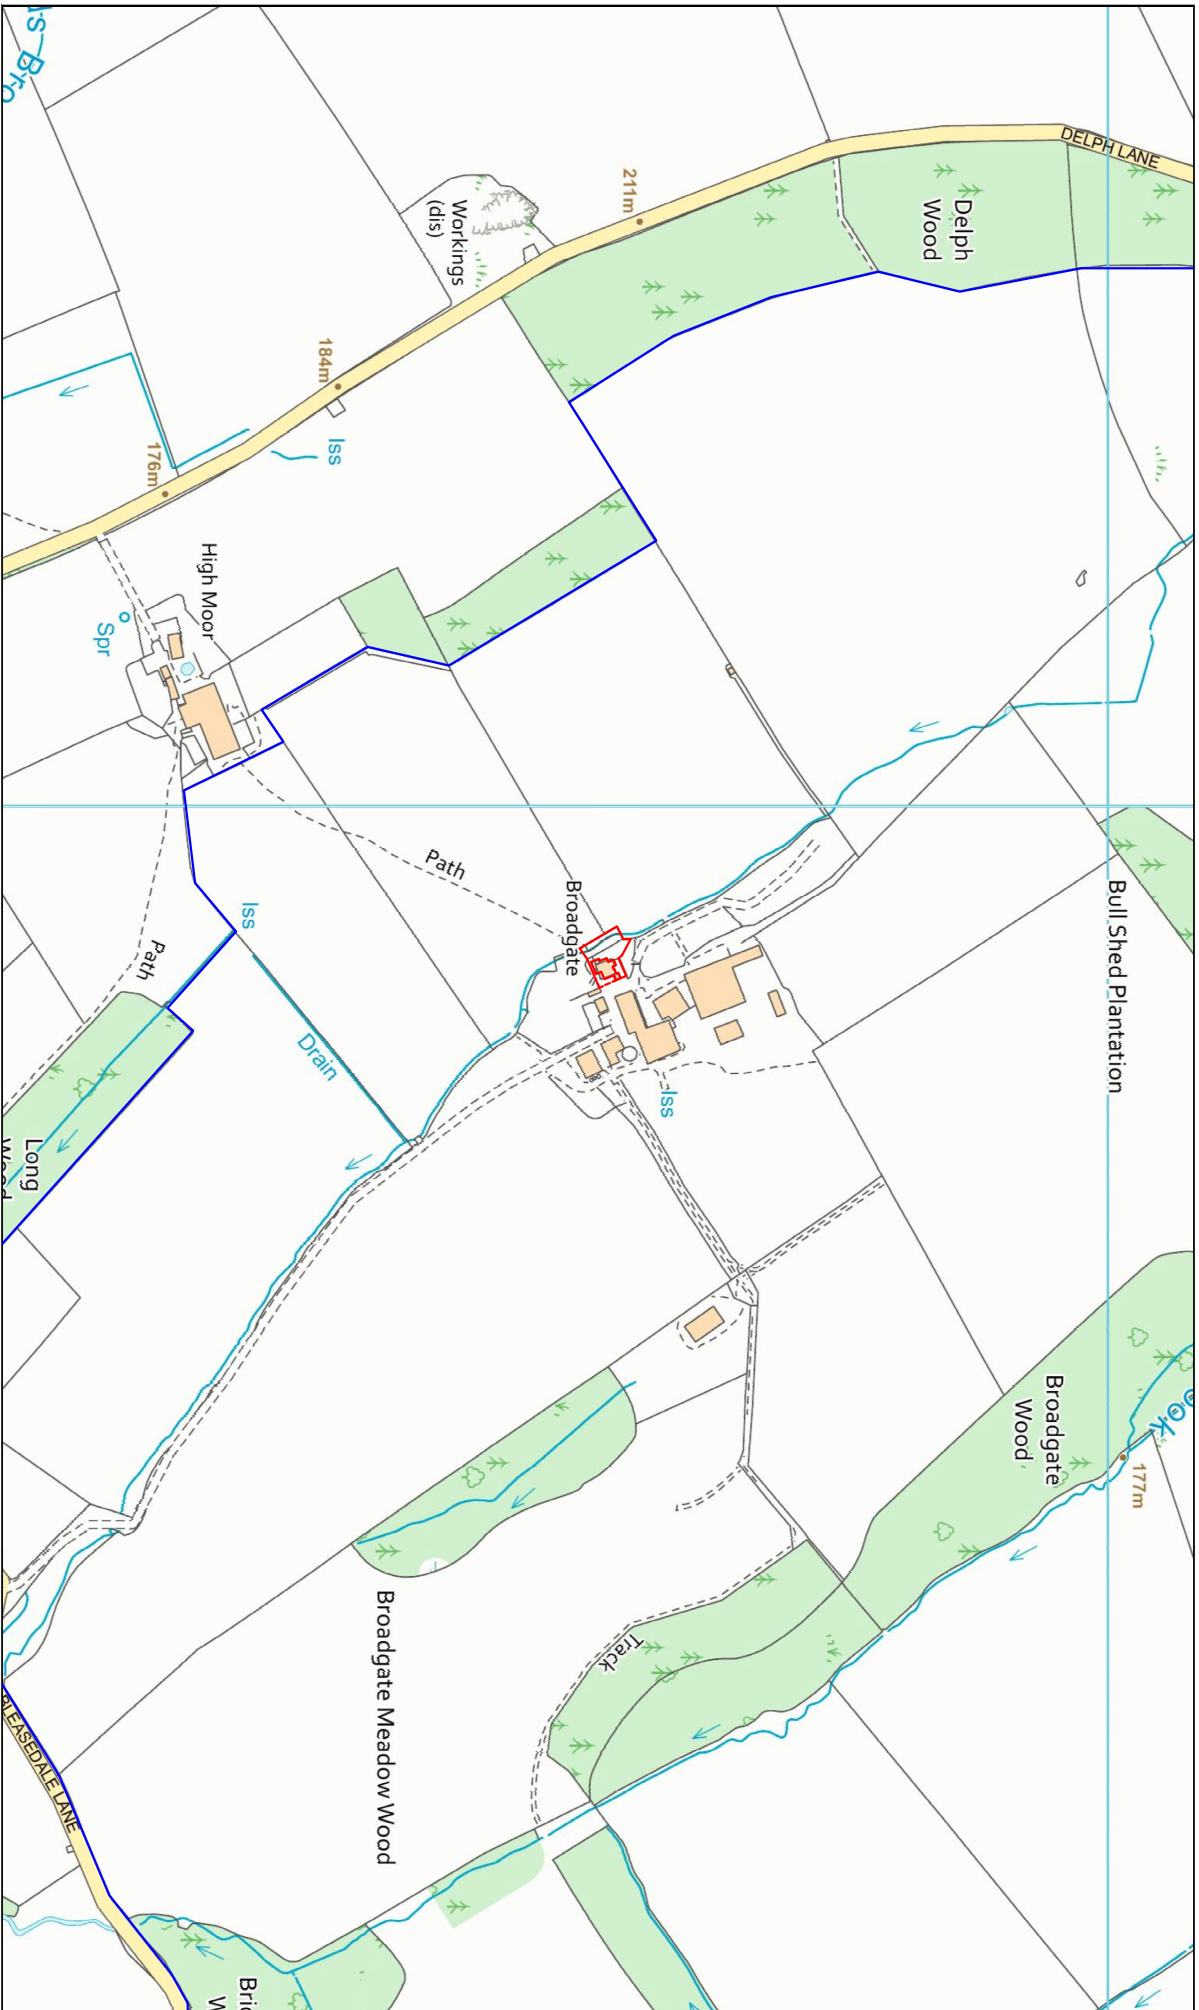 DELPH LANE
Delph
Wood
211m
Workings
(dis)
184m
Iss
176m
High Moor
Spr
Path
Broadgate
Bull Shed Plantation
Iss
Path
Drain
Iss
Long
Broadgate
Wood
177m
Broadgate Meadow Wood
Track
BLEASEDALE LANE